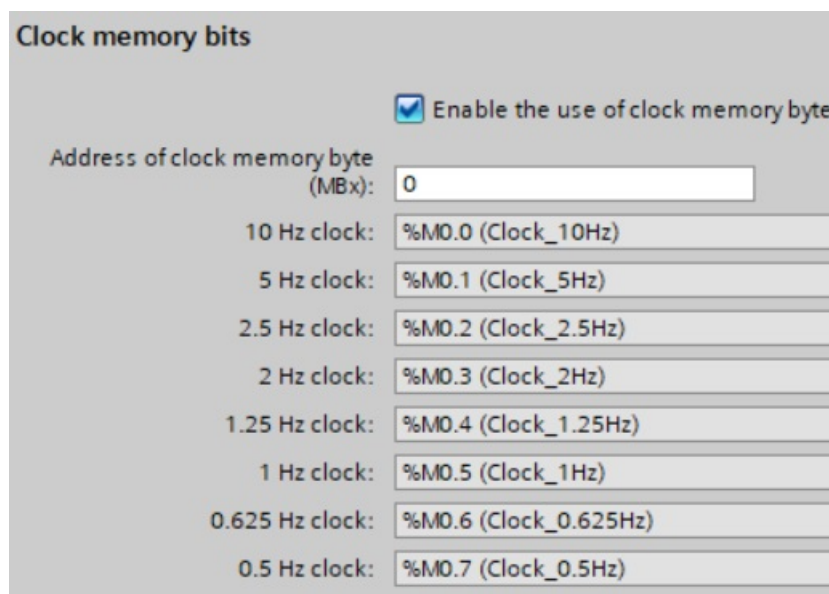 Clock memory bits
Enable the use of clock memory byte
Address of clock memory byte
(MBx): 0
10 Hz clock: %M0.0 (Clock_10Hz)
5 Hz clock: %M0.1 (Clock_5Hz)
2.5 Hz clock: %M0.2 (Clock_2.5Hz)
2 Hz clock: %M0.3 (Clock_2Hz)
1.25 Hz clock: %M0.4 (Clock_1.25Hz)
1 Hz clock: %M0.5 (Clock_1Hz)
0.625 Hz clock: %M0.6 (Clock_0.625Hz)
0.5 Hz clock: %M0.7 (Clock_0.5Hz)